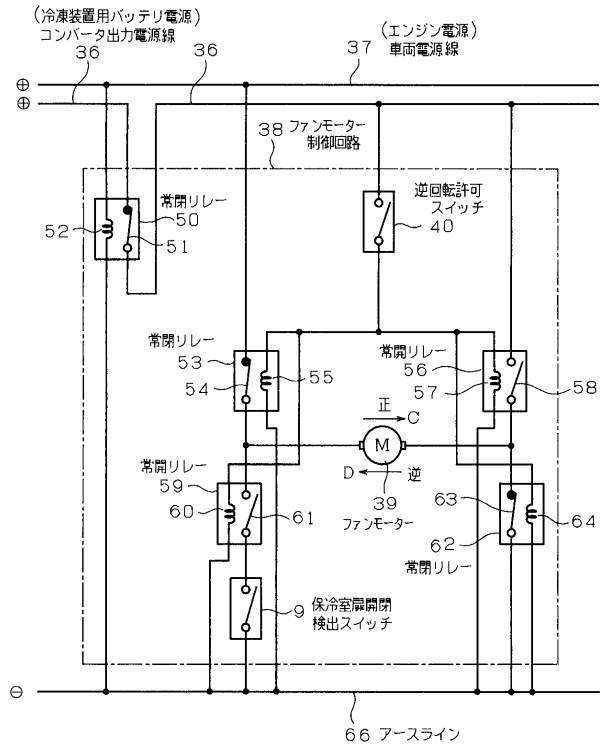 (冷凍装置用バッテリ電源)
コンバータ出力電源線
36
36
(エンジン電源)
車両電源線
37
⊕
⊕
38 ファンモーター
制御回路
常閉リレー
50
51
52
逆回転許可
スイッチ
40
常閉リレー
53
54
55
常開リレー
56
57
58
正
C
M
D
逆
39
ファンモーター
常開リレー
59
60
61
63
64
62
常閉リレー
9 保冷室扉開閉
検出スイッチ
⊖
66 アースライン